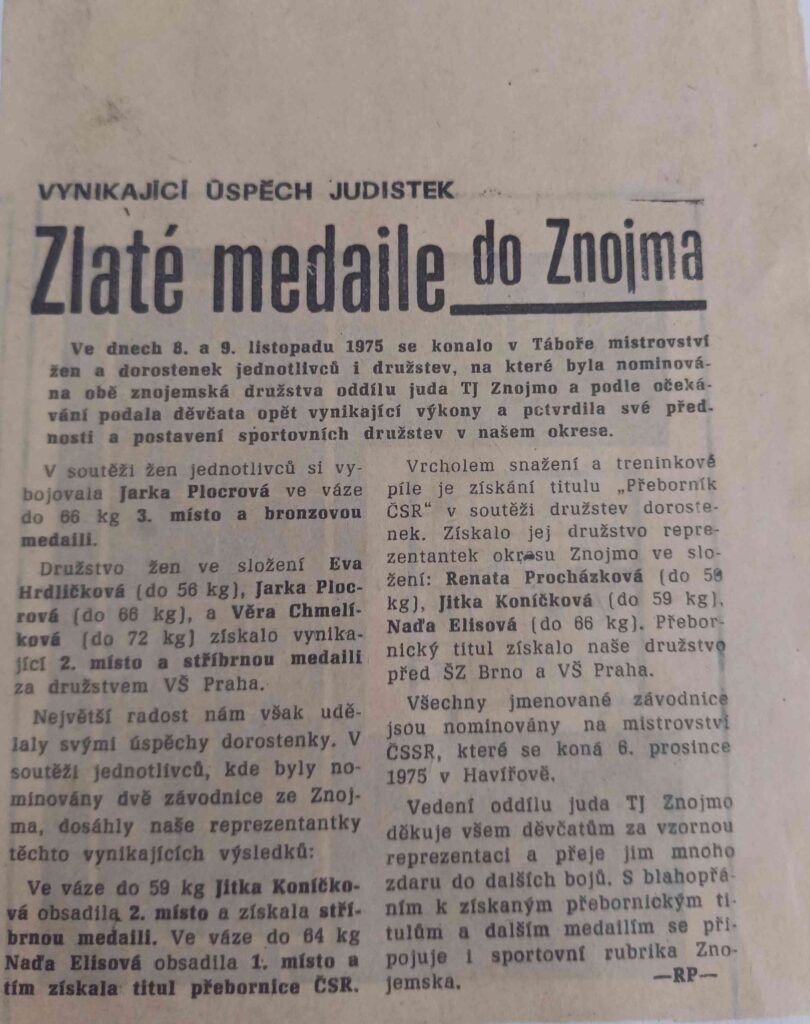 VYNIKAJÍCÍ ÚSPĚCH JUDISTEK
Zlaté medaile do Znojma
Ve dnech 8. a 9. listopadu 1975 se konalo v Táboře mistrovství
žen a dorostenek jednotlivců i družstev, na které byla nominová-
na obě znojemská družstva oddílu juda TJ Znojmo a podle očeká-
vání podala děvčata opět vynikající výkony a potvrdila své před-
nosti a postavení sportovních družstev v našem okrese.
V soutěži žen jednotlivců si vy-
bojovala Jarka Plocrová ve váze
do 66 kg 3. místo a bronzovou
medaili.
Družstvo žen ve složení Eva
Hrdličková (do 56 kg), Jarka Ploc-
rová (do 66 kg), a Věra Chmelí-
ková (do 72 kg) získalo vynika-
jící 2. místo a stříbrnou medaili
za družstvem VŠ Praha.
Největší radost nám však udě-
laly svými úspěchy dorostenky. V
soutěži jednotlivců, kde byly no-
minovány dvě závodnice ze Znoj-
ma, dosáhly naše reprezentantky
těchto vynikajících výsledků:
Ve váze do 59 kg Jitka Koníčko-
vá obsadila 2. místo a získala stří-
brnou medaili. Ve váze do 64 kg
Naďa Elisová obsadila 1. místo a
tím získala titul přebornice ČSR.
Vrcholem snažení a treninkové
píle je získání titulu „Přeborník
ČSR“ v soutěži družstev doroste-
nek. Získalo jej družstvo repre-
zentantek okresu Znojmo ve slo-
žení: Renata Procházková (do 56
kg), Jitka Koníčková (do 59 kg),
Naďa Elisová (do 66 kg). Přebor-
nický titul získalo naše družstvo
před ŠZ Brno a VŠ Praha.
Všechny jmenované závodnice
jsou nominovány na mistrovství
ČSSR, které se koná 6. prosince
1975 v Havířově.
Vedení oddílu juda TJ Znojmo
děkuje všem děvčatům za vzornou
reprezentaci a přeje jim mnoho
zdaru do dalších bojů. S blahopřá-
ním k získaným přebornickým ti-
tulům a dalším medailím se při-
pojuje i sportovní rubrika Zno-
jemska.
—RP—